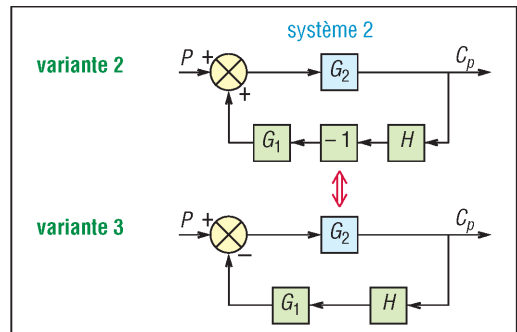 système 2
variante 2
P + + G₂ Cₚ
G₁ – 1 H
variante 3
P + – G₂ Cₚ
G₁ H